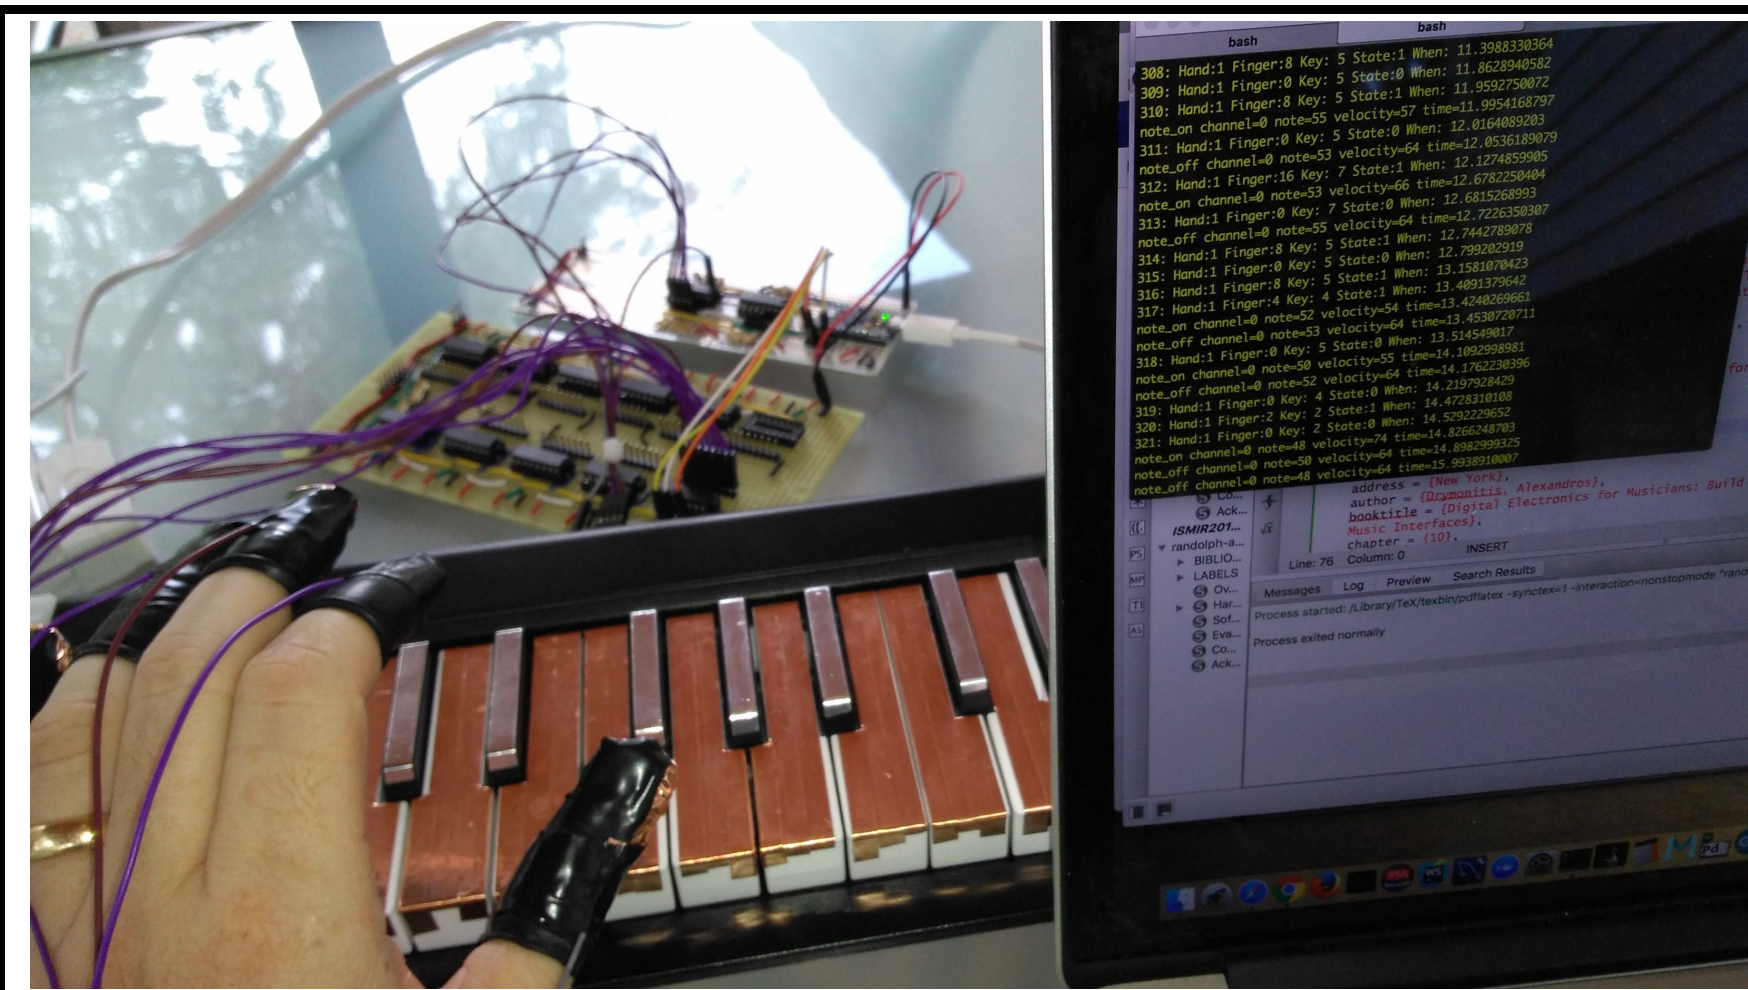 bash
bash
308: Hand:1 Finger:8 Key: 5 State:1 When: 11.3988330364
309: Hand:1 Finger:0 Key: 5 State:0 When: 11.8628940582
310: Hand:1 Finger:8 Key: 5 State:1 When: 11.9592750072
note_on channel=0 note=55 velocity=57 time=11.9954168797
311: Hand:1 Finger:0 Key: 5 State:0 When: 12.0164089203
note_off channel=0 note=53 velocity=64 time=12.0536189079
312: Hand:1 Finger:16 Key: 7 State:1 When: 12.1274859905
note_on channel=0 note=53 velocity=66 time=12.6782250404
313: Hand:1 Finger:0 Key: 7 State:0 When: 12.6815268993
note_off channel=0 note=55 velocity=64 time=12.7226350307
314: Hand:1 Finger:8 Key: 5 State:1 When: 12.7442789078
315: Hand:1 Finger:0 Key: 5 State:0 When: 12.799202919
316: Hand:1 Finger:8 Key: 5 State:1 When: 13.1581070423
317: Hand:1 Finger:4 Key: 4 State:1 When: 13.4091379642
note_on channel=0 note=52 velocity=54 time=13.4240269661
note_off channel=0 note=53 velocity=64 time=13.4530720711
318: Hand:1 Finger:0 Key: 5 State:0 When: 13.514549017
note_on channel=0 note=50 velocity=55 time=14.1092998981
note_off channel=0 note=52 velocity=64 time=14.1762230396
319: Hand:1 Finger:0 Key: 4 State:0 When: 14.2197928429
320: Hand:1 Finger:2 Key: 2 State:1 When: 14.4728310108
321: Hand:1 Finger:0 Key: 2 State:0 When: 14.5292229652
note_on channel=0 note=48 velocity=74 time=14.8266248703
note_off channel=0 note=50 velocity=64 time=14.8982999325
note_off channel=0 note=48 velocity=64 time=15.9938910007
address = {New York},
author = {Drymonitis, Alexandros},
booktitle = {Digital Electronics for Musicians: Build
Music Interfaces},
chapter = {10},
Co...
Ack...
ISMIR201...
randolph-a...
BIBLIO...
LABELS
Ov...
Har...
Sof...
Eva...
Co...
Ack...
PS
MP
TI
AS
Line: 76 Column: 0 INSERT
Messages Log Preview Search Results
Process started: /Library/TeX/texbin/pdflatex -synctex=1 -interaction=nonstopmode "rand
Process exited normally
WS
Pd